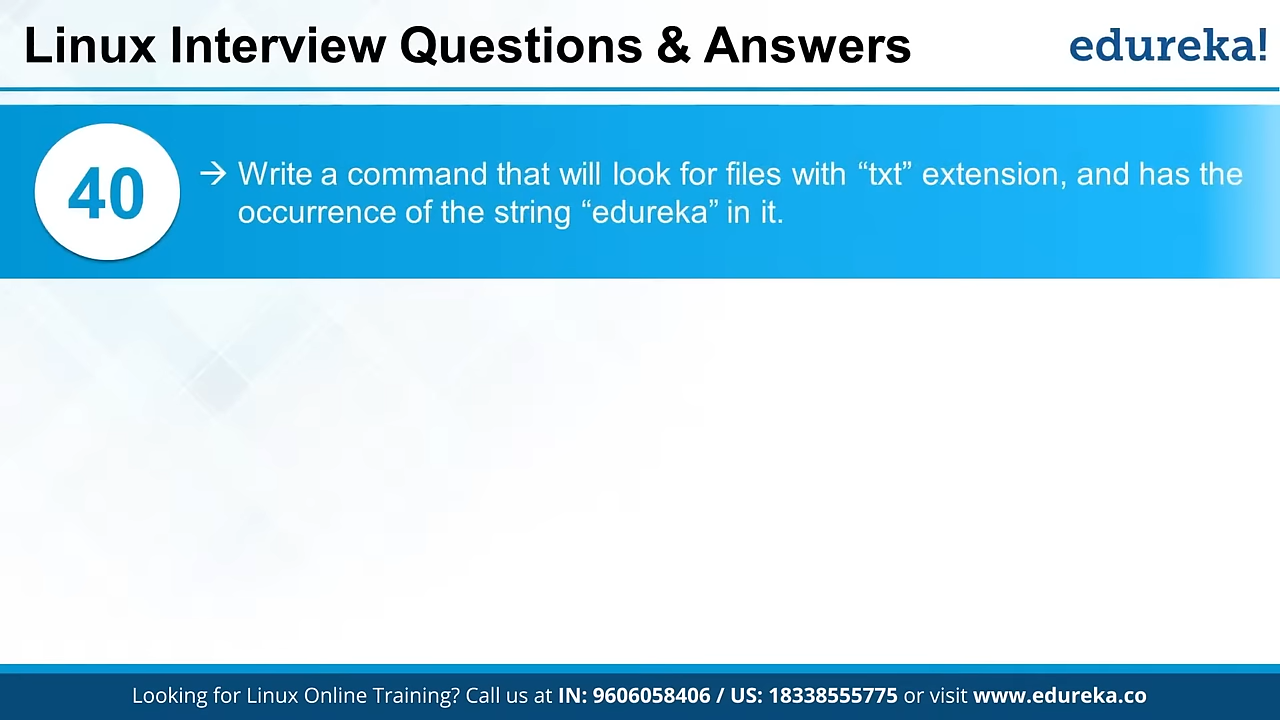 Linux Interview Questions & Answers
edureka!
40
→ Write a command that will look for files with “txt” extension, and has the
occurrence of the string “edureka” in it.
Looking for Linux Online Training? Call us at IN: 9606058406 / US: 18338555775 or visit www.edureka.co